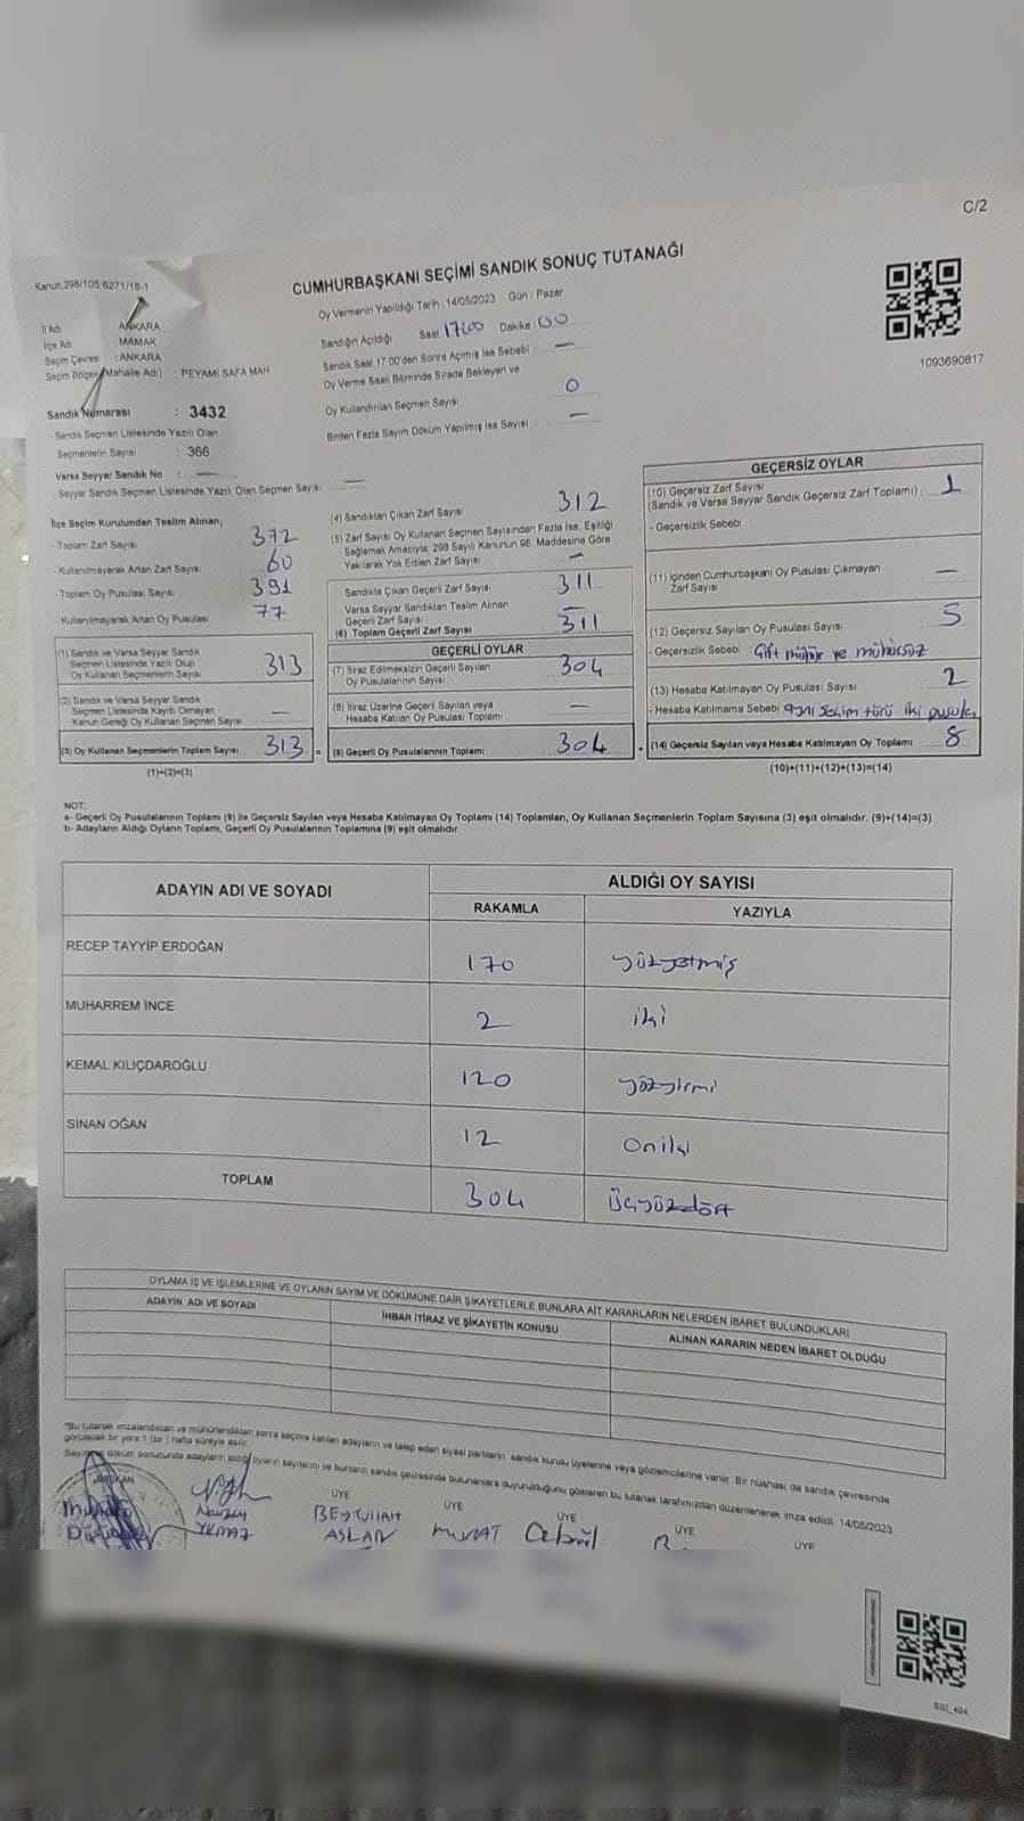 C/2
Kanun,298/105,6271/18-1
CUMHURBAŞKANI SEÇİMİ SANDIK SONUÇ TUTANAĞI
1093690817
Oy Vermenin Yapıldığı Tarih : 14/05/2023 Gün : Pazar
Sandığın Açıldığı Saat 17:00 Dakika : 00
Sandık Saat 17:00'den Sonra Açılmış İse Sebebi —
Oy Verme Saati Bitiminde Sırada Bekleyen ve
Oy Kullandırılan Seçmen Sayısı 0
Birden Fazla Sayım Döküm Yapılmış İse Sayısı —
İl Adı : ANKARA
İlçe Adı : MAMAK
Seçim Çevresi : ANKARA
Seçim Bölgesi (Mahalle Adı) : PEYAMİ SAFA MAH
Sandık Numarası : 3432
Sandık Seçmen Listesinde Yazılı Olan
Seçmenlerin Sayısı : 366
Varsa Seyyar Sandık No : —
Seyyar Sandık Seçmen Listesinde Yazılı Olan Seçmen Sayısı: —
İlçe Seçim Kurulundan Teslim Alınan;
- Toplam Zarf Sayısı 372
- Kullanılmayarak Artan Zarf Sayısı 60
- Toplam Oy Pusulası Sayısı 391
- Kullanılmayarak Artan Oy Pusulası 77
(1) Sandık ve Varsa Seyyar Sandık
Seçmen Listesinde Yazılı Olup
Oy Kullanan Seçmenlerin Sayısı 313
(2) Sandık ve Varsa Seyyar Sandık
Seçmen Listesinde Kaydı Olmayan
Kanun Gereği Oy Kullanan Seçmen Sayısı —
(3) Oy Kullanan Seçmenlerin Toplam Sayısı 313
(1)+(2)=(3)
(4) Sandıktan Çıkan Zarf Sayısı 312
(5) Zarf Sayısı Oy Kullanan Seçmen Sayısından Fazla İse, Eşitliği
Sağlamak Amacıyla, 298 Sayılı Kanunun 98. Maddesine Göre
Yakılarak Yok Edilen Zarf Sayısı —
Sandıkta Çıkan Geçerli Zarf Sayısı 311
Varsa Seyyar Sandıktan Teslim Alınan
Geçerli Zarf Sayısı —
(6) Toplam Geçerli Zarf Sayısı 311
GEÇERLİ OYLAR
(7) İtiraz Edilmeksizin Geçerli Sayılan
Oy Pusulalarının Sayısı 304
(8) İtiraz Üzerine Geçerli Sayılan veya
Hesaba Katılan Oy Pusulası Toplamı —
= (9) Geçerli Oy Pusulalarının Toplamı 304
GEÇERSİZ OYLAR
(10) Geçersiz Zarf Sayısı
(Sandık ve Varsa Seyyar Sandık Geçersiz Zarf Toplamı) 1
- Geçersizlik Sebebi
(11) İçinden Cumhurbaşkanı Oy Pusulası Çıkmayan
Zarf Sayısı —
(12) Geçersiz Sayılan Oy Pusulası Sayısı 5
- Geçersizlik Sebebi Çift mühür ve mühürsüz
(13) Hesaba Katılmayan Oy Pusulası Sayısı 2
- Hesaba Katılmama Sebebi aynı seçim türü iki pusula
+ (14) Geçersiz Sayılan veya Hesaba Katılmayan Oy Toplamı 8
(10)+(11)+(12)+(13)=(14)
NOT:
a- Geçerli Oy Pusulalarının Toplamı (9) ile Geçersiz Sayılan veya Hesaba Katılmayan Oy Toplamı (14) Toplamları, Oy Kullanan Seçmenlerin Toplam Sayısına (3) eşit olmalıdır. (9)+(14)=(3)
b- Adayların Aldığı Oyların Toplamı, Geçerli Oy Pusulalarının Toplamına (9) eşit olmalıdır.
ADAYIN ADI VE SOYADI ALDIĞI OY SAYISI
RAKAMLA YAZIYLA
RECEP TAYYİP ERDOĞAN 170 yüzyetmiş
MUHARREM İNCE 2 iki
KEMAL KILIÇDAROĞLU 120 yüzyirmi
SİNAN OĞAN 12 oniki
TOPLAM 304 Üçyüzdört
OYLAMA İŞ VE İŞLEMLERİNE VE OYLARIN SAYIM VE DÖKÜMÜNE DAİR ŞİKAYETLERLE BUNLARA AİT KARARLARIN NELERDEN İBARET BULUNDUKLARI
ADAYIN ADI VE SOYADI İHBAR İTİRAZ VE ŞİKAYETİN KONUSU ALINAN KARARIN NEDEN İBARET OLDUĞU
*Bu tutanak imzalandıktan ve mühürlendikten sonra seçime katılan adayların ve talep eden siyasi partilerin, sandık kurulu üyelerine veya gözlemcilerine verilir. Bir nüshası da sandık çevresinde
görülecek bir yere 1 (bir) hafta süreyle asılır.
Sayım ve döküm sonucunda adayların aldığı oyların sayılarını ve bunların sandık çevresinde bulunanlara duyurulduğunu gösteren bu tutanak tarafımızdan düzenlenerek imza edildi. 14/05/2023
BAŞKAN ÜYE ÜYE ÜYE ÜYE ÜYE
YILMAZ BEYTULLAH
ASLAN MURAT